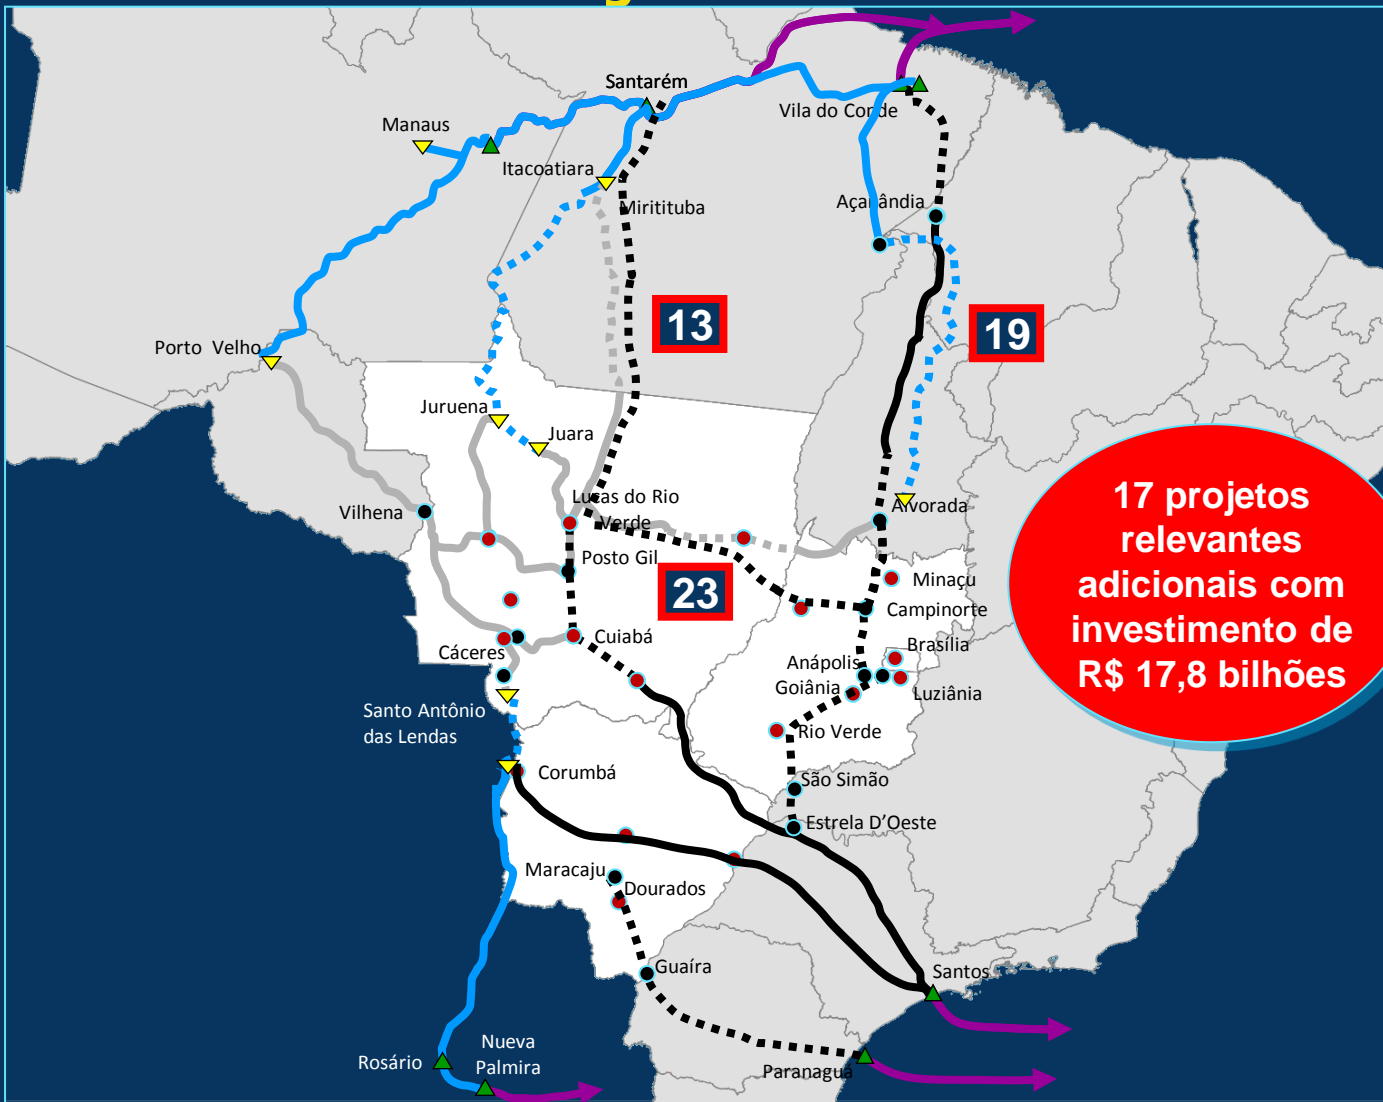 Santarém
Vila do Conde
Manaus
Itacoatiara
Miritituba
Açailândia
13
19
Porto Velho
Juruena
Juara
Lucas do Rio
Verde
Vilhena
Alvorada
Posto Gil
Minaçu
23
Campinorte
Cuiabá
Brasília
Cáceres
Anápolis
Goiânia
Luziânia
Santo Antônio
das Lendas
Rio Verde
Corumbá
São Simão
Estrela D’Oeste
Maracaju
Dourados
Guaíra
Santos
Nueva
Palmira
Rosário
Paranaguá
17 projetos
relevantes
adicionais com
investimento de
R$ 17,8 bilhões